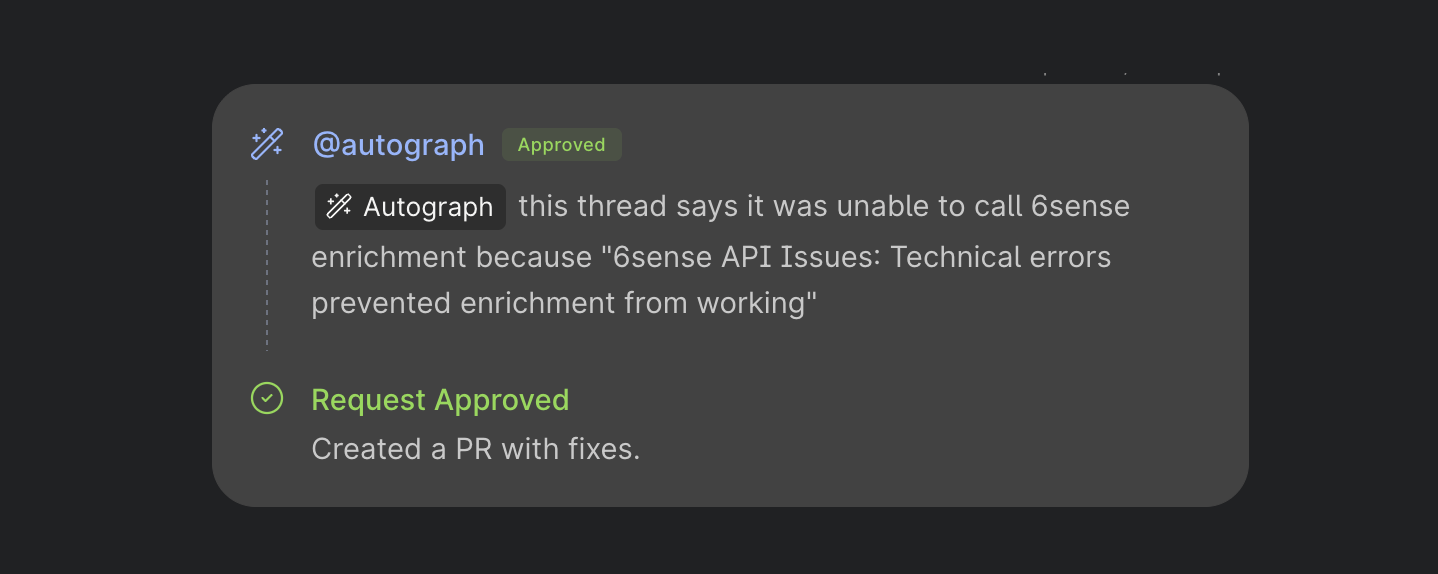 @autograph Approved
Autograph this thread says it was unable to call 6sense
enrichment because "6sense API Issues: Technical errors
prevented enrichment from working"
Request Approved
Created a PR with fixes.